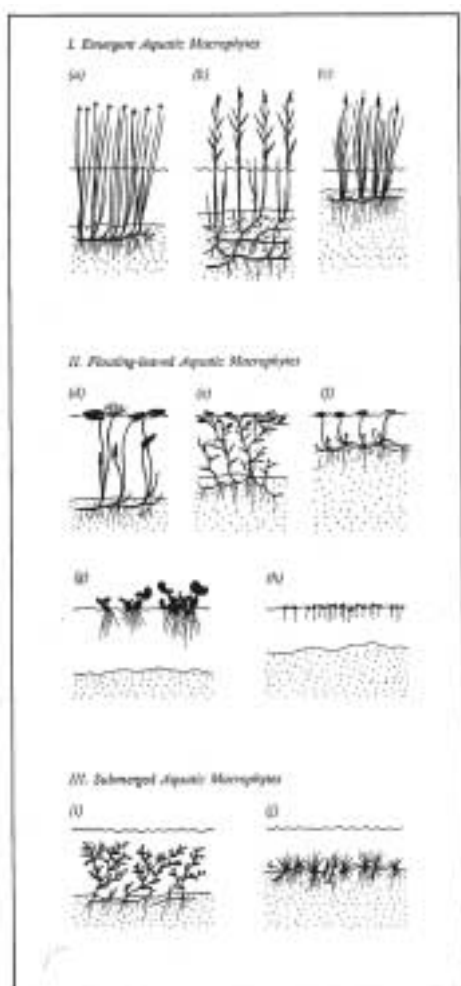 I. Emergent Aquatic Macrophytes
(a) (b) (c)
II. Floating-leaved Aquatic Macrophytes
(d) (e) (f)
(g) (h)
III. Submerged Aquatic Macrophytes
(i) (j)